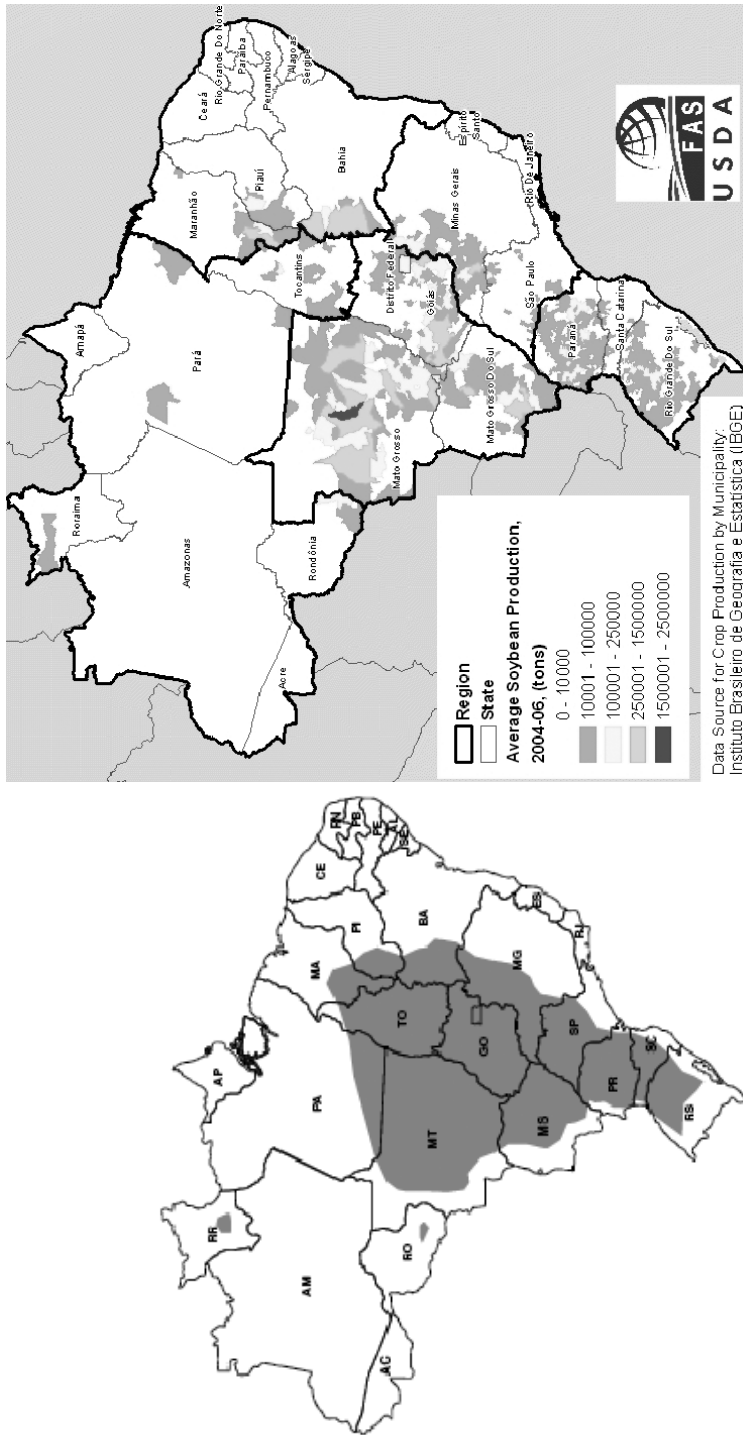 RR
AP
AM
PA
MA
CE
RN
PB
PE
AL
SE
PI
AC
RO
TO
BA
MT
GO
MG
ES
MS
SP
RJ
PR
SC
RS
Roraima
Amapá
Amazonas
Pará
Maranhão
Ceará
Rio Grande Do Norte
Paraíba
Pernambuco
Alagoas
Sergipe
Piauí
Acre
Rondônia
Tocantins
Bahia
Mato Grosso
Distrito Federal
Goiás
Minas Gerais
Espírito
Santo
Mato Grosso Do Sul
São Paulo
Rio De Janeiro
Paraná
Santa Catarina
Rio Grande Do Sul
Region
State
Average Soybean Production,
2004-06, (tons)
0 - 10000
10001 - 100000
100001 - 250000
250001 - 1500000
1500001 - 2500000
Data Source for Crop Production by Municipality:
Instituto Brasileiro de Geografia e Estatística (IBGE)
FAS
USDA